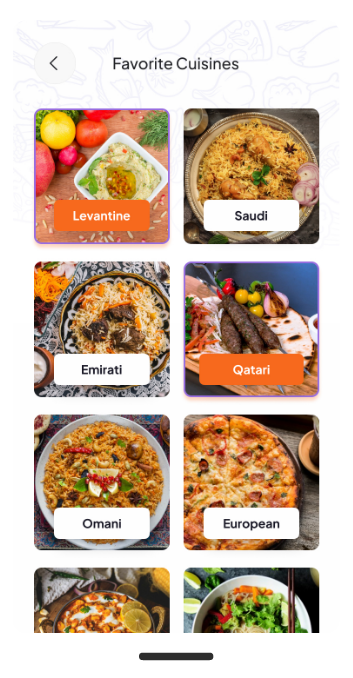 Favorite Cuisines
Levantine
Saudi
Emirati
Qatari
Omani
European